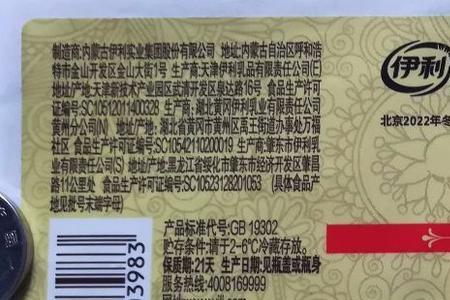 制造商:内蒙古伊利实业集团股份有限公司 地址:内蒙古自治区呼和浩
特市金山开发区金山大街1号 生产商:天津伊利乳品有限责任公司(E)
地址/产地:天津新技术产业园区武清开发区泉达路16号 食品生产许可
证编号:SC10512011400328 生产商:湖北黄冈伊利乳业有限责任公司
黄州分公司(N) 地址/产地:湖北省黄冈市黄州区禹王街道办事处万福
社区 食品生产许可证编号:SC10542110200019 生产商:肇东市伊利乳
业有限责任公司(S) 地址/产地:黑龙江省绥化市肇东市经济开发区肇昌
路11公里处 食品生产许可证编号:SC10523128201053 (具体食品产
地见批号末端字母)
伊利
北京2022年冬
产品标准代号:GB 19302
贮存条件:请于2-6℃冷藏存放。
保质期:21天 生产日期:见瓶盖或瓶身
服务热线:4008169999
3983